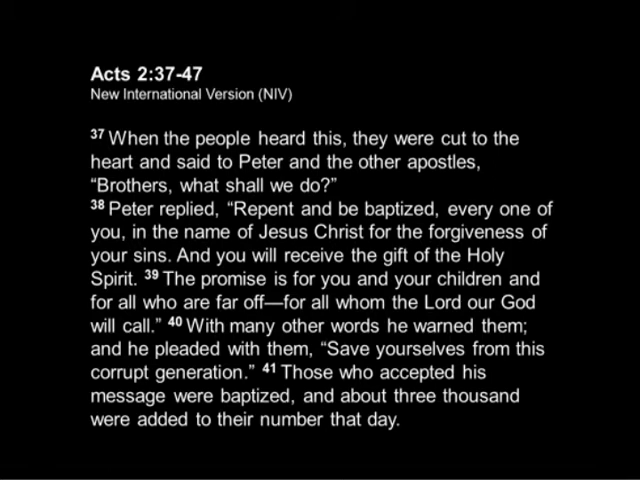 Acts 2:37-47
New International Version (NIV)
37 When the people heard this, they were cut to the
heart and said to Peter and the other apostles,
“Brothers, what shall we do?”
38 Peter replied, “Repent and be baptized, every one of
you, in the name of Jesus Christ for the forgiveness of
your sins. And you will receive the gift of the Holy
Spirit. 39 The promise is for you and your children and
for all who are far off—for all whom the Lord our God
will call.” 40 With many other words he warned them;
and he pleaded with them, “Save yourselves from this
corrupt generation.” 41 Those who accepted his
message were baptized, and about three thousand
were added to their number that day.